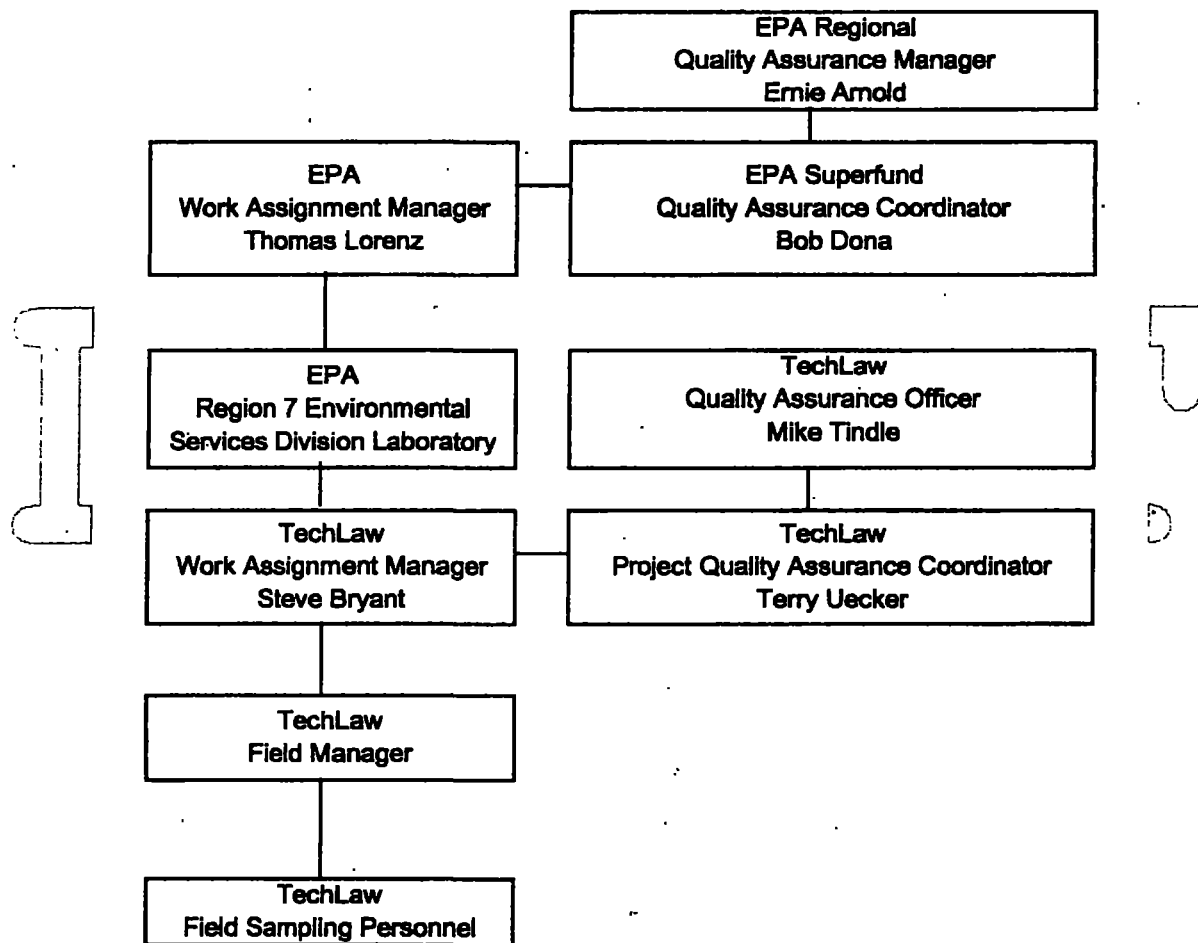 EPA Regional
Quality Assurance Manager
Ernie Arnold
EPA
Work Assignment Manager
Thomas Lorenz
EPA Superfund
Quality Assurance Coordinator
Bob Dona
EPA
Region 7 Environmental
Services Division Laboratory
TechLaw
Quality Assurance Officer
Mike Tindle
TechLaw
Work Assignment Manager
Steve Bryant
TechLaw
Project Quality Assurance Coordinator
Terry Uecker
TechLaw
Field Manager
TechLaw
Field Sampling Personnel